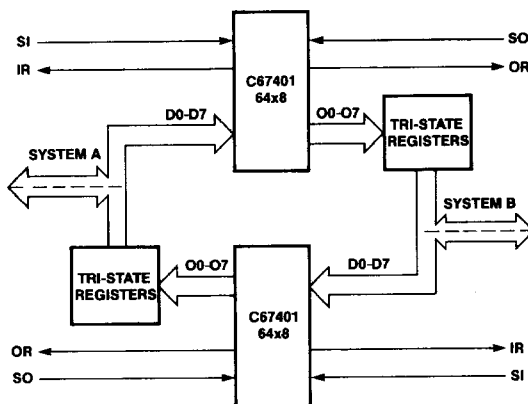 SI
SO
IR
OR
C67401
64x8
D0-D7
O0-O7
TRI-STATE
REGISTERS
SYSTEM A
SYSTEM B
TRI-STATE
REGISTERS
O0-O7
D0-D7
C67401
64x8
OR
IR
SO
SI